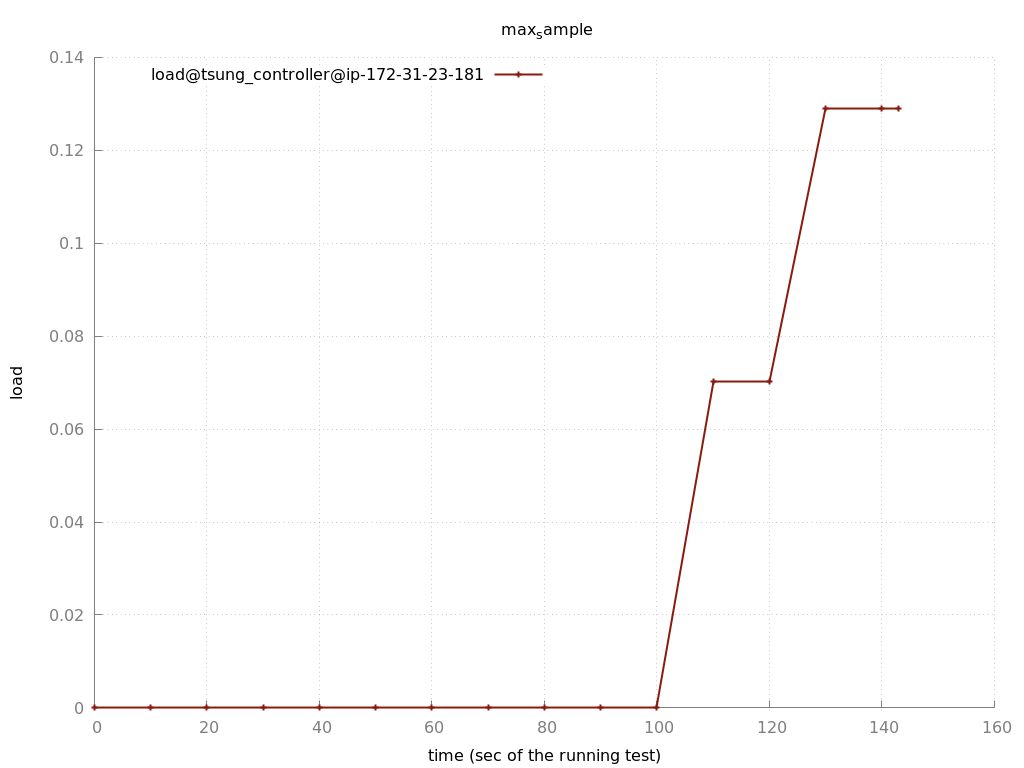 max_sample
load@tsung_controller@ip-172-31-23-181
0.14
0.12
0.1
0.08
0.06
0.04
0.02
0
load
0 20 40 60 80 100 120 140 160
time (sec of the running test)